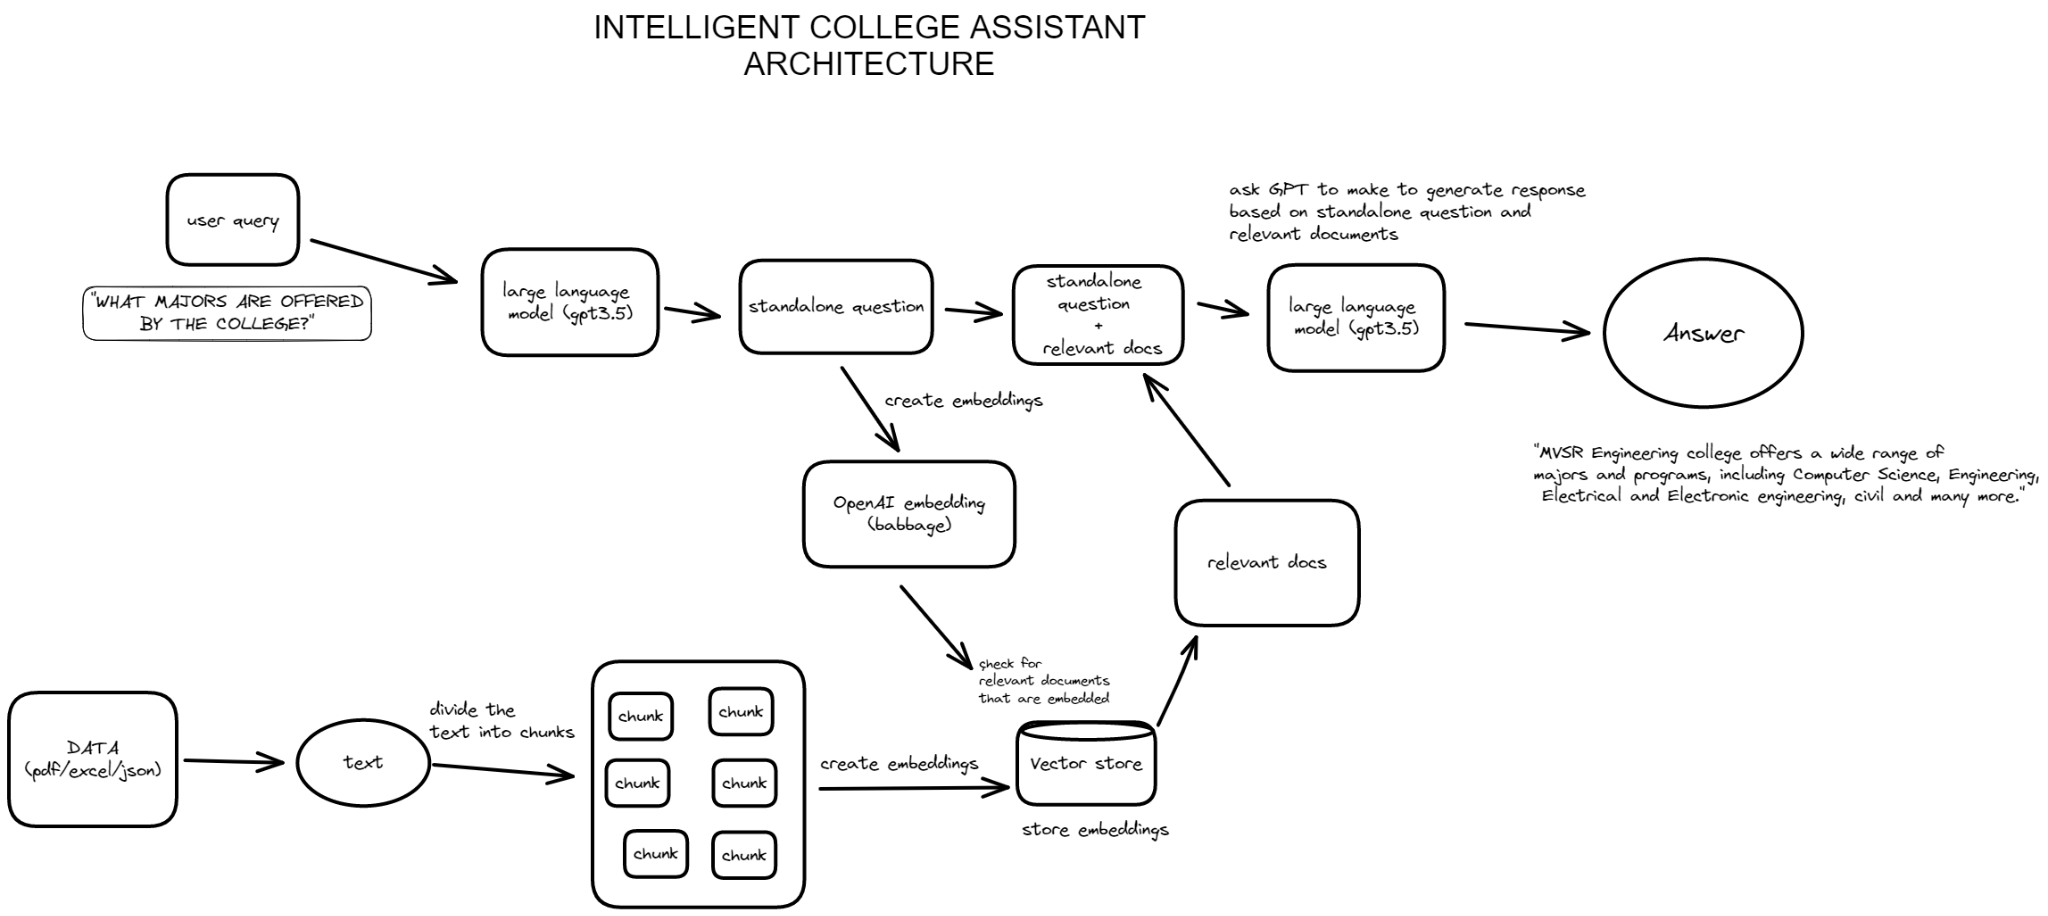 INTELLIGENT COLLEGE ASSISTANT
ARCHITECTURE
user query
"WHAT MAJORS ARE OFFERED
BY THE COLLEGE?"
large language
model (gpt3.5)
standalone question
standalone
question
+
relevant docs
ask GPT to make to generate response
based on standalone question and
relevant documents
large language
model (gpt3.5)
Answer
"MVSR Engineering college offers a wide range of
majors and programs, including Computer Science, Engineering,
Electrical and Electronic engineering, civil and many more."
create embeddings
OpenAI embedding
(babbage)
relevant docs
check for
relevant documents
that are embedded
DATA
(pdf/excel/json)
text
divide the
text into chunks
chunk
chunk
chunk
chunk
chunk
chunk
create embeddings
Vector store
store embeddings